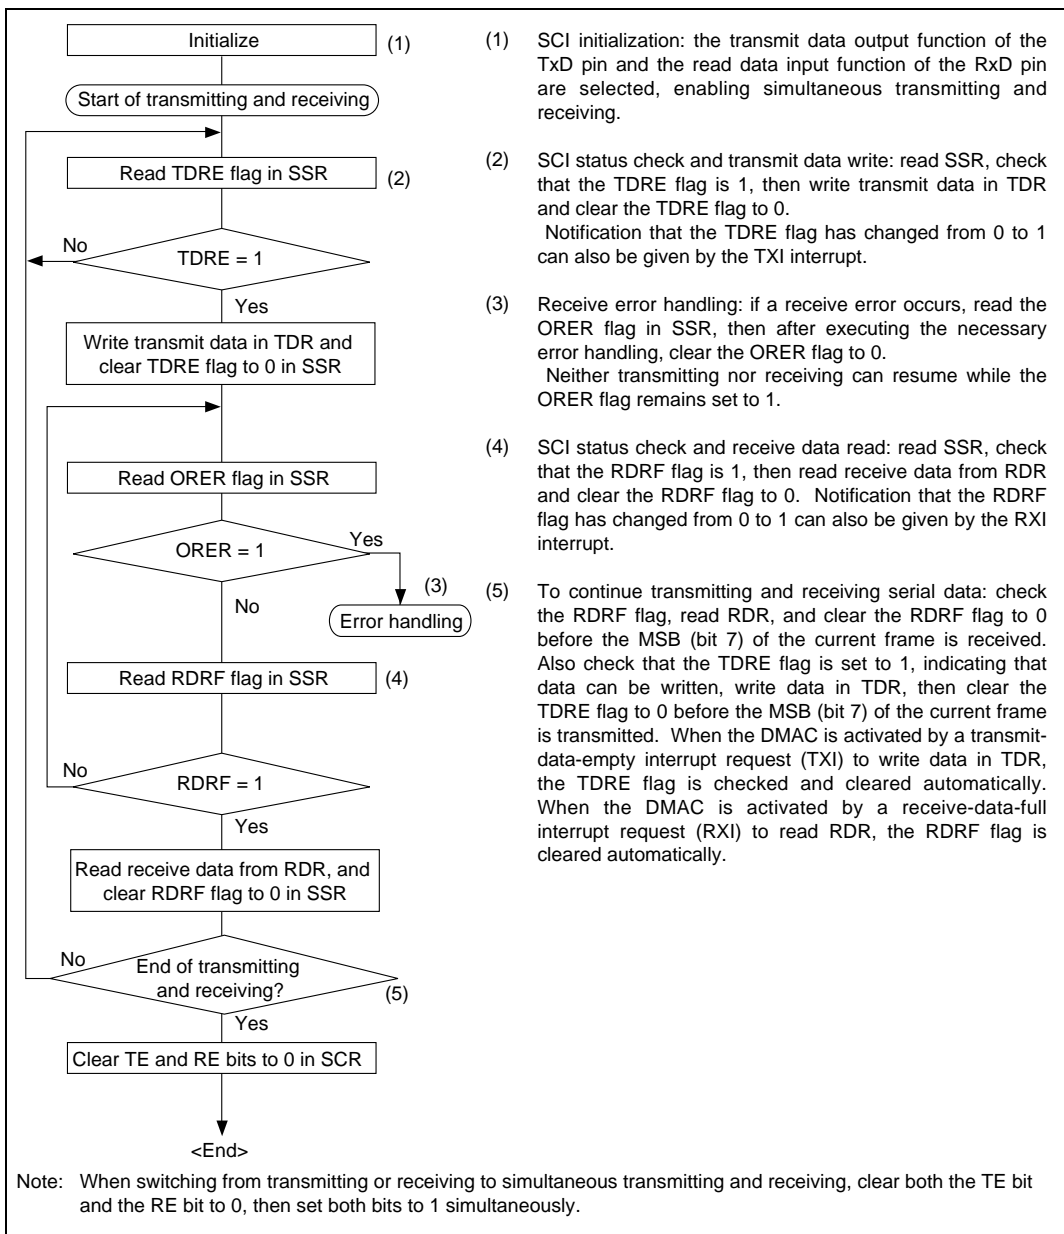 Initialize
(1)
Start of transmitting and receiving
Read TDRE flag in SSR
(2)
No
TDRE = 1
Yes
Write transmit data in TDR and
clear TDRE flag to 0 in SSR
Read ORER flag in SSR
Yes
ORER = 1
(3)
No
Error handling
Read RDRF flag in SSR
(4)
No
RDRF = 1
Yes
Read receive data from RDR, and
clear RDRF flag to 0 in SSR
No
End of transmitting
and receiving?
(5)
Yes
Clear TE and RE bits to 0 in SCR
<End>
(1) SCI initialization: the transmit data output function of the
TxD pin and the read data input function of the RxD pin
are selected, enabling simultaneous transmitting and
receiving.
(2) SCI status check and transmit data write: read SSR, check
that the TDRE flag is 1, then write transmit data in TDR
and clear the TDRE flag to 0.
Notification that the TDRE flag has changed from 0 to 1
can also be given by the TXI interrupt.
(3) Receive error handling: if a receive error occurs, read the
ORER flag in SSR, then after executing the necessary
error handling, clear the ORER flag to 0.
Neither transmitting nor receiving can resume while the
ORER flag remains set to 1.
(4) SCI status check and receive data read: read SSR, check
that the RDRF flag is 1, then read receive data from RDR
and clear the RDRF flag to 0. Notification that the RDRF
flag has changed from 0 to 1 can also be given by the RXI
interrupt.
(5) To continue transmitting and receiving serial data: check
the RDRF flag, read RDR, and clear the RDRF flag to 0
before the MSB (bit 7) of the current frame is received.
Also check that the TDRE flag is set to 1, indicating that
data can be written, write data in TDR, then clear the
TDRE flag to 0 before the MSB (bit 7) of the current frame
is transmitted. When the DMAC is activated by a transmit-
data-empty interrupt request (TXI) to write data in TDR,
the TDRE flag is checked and cleared automatically.
When the DMAC is activated by a receive-data-full
interrupt request (RXI) to read RDR, the RDRF flag is
cleared automatically.
Note: When switching from transmitting or receiving to simultaneous transmitting and receiving, clear both the TE bit
and the RE bit to 0, then set both bits to 1 simultaneously.